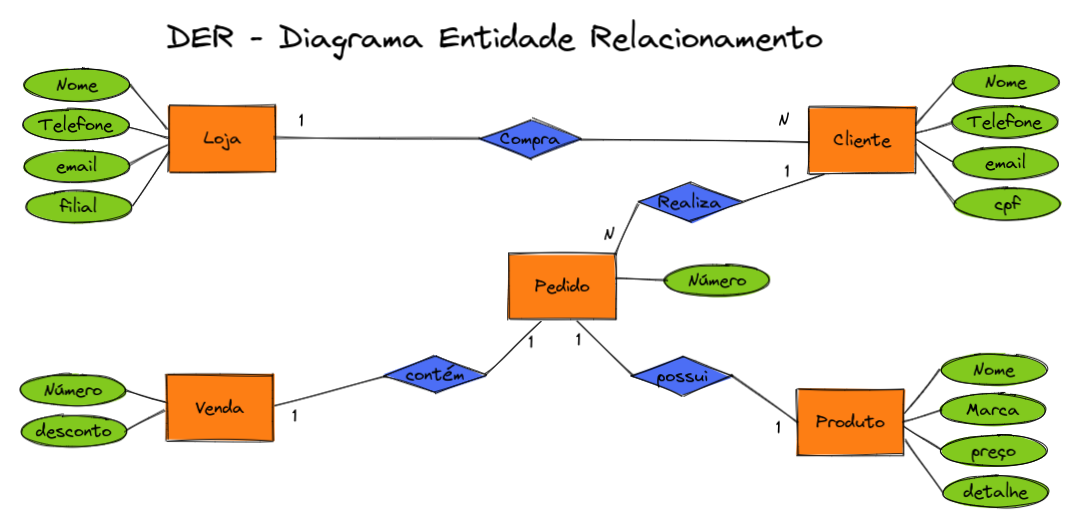 DER - Diagrama Entidade Relacionamento
Nome
Telefone
email
filial
Loja
1
Compra
N
Cliente
Nome
Telefone
email
cpf
1
Realiza
N
Pedido
Número
1
1
contém
possui
Número
desconto
Venda
1
1
Produto
Nome
Marca
preço
detalhe